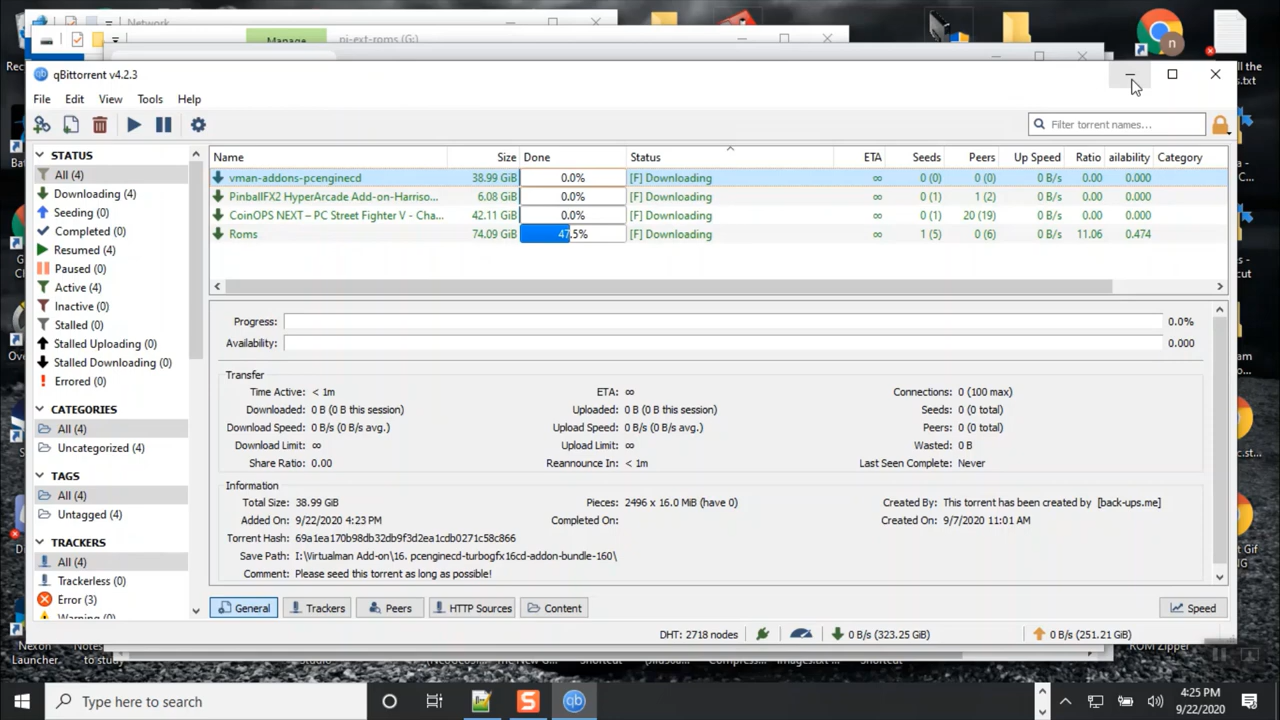 Network
Manage
pi-ext-roms (G:)
qBittorrent v4.2.3
File Edit View Tools Help
Filter torrent names...
STATUS
All (4)
Downloading (4)
Seeding (0)
Completed (0)
Resumed (4)
Paused (0)
Active (4)
Inactive (0)
Stalled (0)
Stalled Uploading (0)
Stalled Downloading (0)
Errored (0)
CATEGORIES
All (4)
Uncategorized (4)
TAGS
All (4)
Untagged (4)
TRACKERS
All (4)
Trackerless (0)
Error (3)
Warning (0)
Name Size Done Status ETA Seeds Peers Up Speed Ratio ailability Category
vman-addons-pcenginecd 38.99 GiB 0.0% [F] Downloading ∞ 0 (0) 0 (0) 0 B/s 0.00 0.000
PinballFX2 HyperArcade Add-on-Harriso... 6.08 GiB 0.0% [F] Downloading ∞ 0 (1) 1 (2) 0 B/s 0.00 0.000
CoinOPS NEXT – PC Street Fighter V - Cha... 42.11 GiB 0.0% [F] Downloading ∞ 0 (1) 20 (19) 0 B/s 0.00 0.000
Roms 74.09 GiB 47.5% [F] Downloading ∞ 1 (5) 0 (6) 0 B/s 11.06 0.474
Progress: 0.0%
Availability: 0.000
Transfer
Time Active: < 1m ETA: ∞ Connections: 0 (100 max)
Downloaded: 0 B (0 B this session) Uploaded: 0 B (0 B this session) Seeds: 0 (0 total)
Download Speed: 0 B/s (0 B/s avg.) Upload Speed: 0 B/s (0 B/s avg.) Peers: 0 (0 total)
Download Limit: ∞ Upload Limit: ∞ Wasted: 0 B
Share Ratio: 0.00 Reannounce In: < 1m Last Seen Complete: Never
Information
Total Size: 38.99 GiB Pieces: 2496 x 16.0 MiB (have 0) Created By: This torrent has been created by [back-ups.me]
Added On: 9/22/2020 4:23 PM Completed On: Created On: 9/7/2020 11:01 AM
Torrent Hash: 69a1ea170b98db32db9f3d2ea1cdb0271c58c866
Save Path: I:\Virtualman Add-on\16. pcenginecd-turbogfx16cd-addon-bundle-160\
Comment: Please seed this torrent as long as possible!
General Trackers Peers HTTP Sources Content Speed
DHT: 2718 nodes 0 B/s (323.25 GiB) 0 B/s (251.21 GiB)
Nexon
Launcher
Notes
to study
ROM Zipper
Type here to search
4:25 PM
9/22/2020